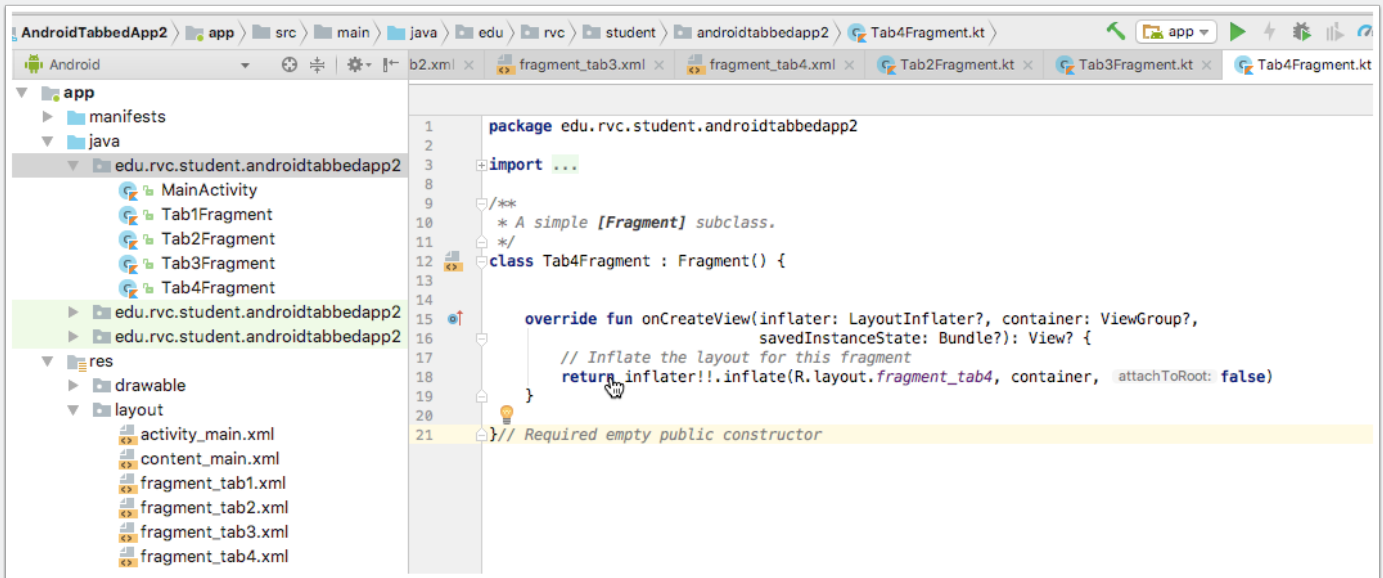 AndroidTabbedApp2 app src main java edu rvc student androidtabbedapp2 Tab4Fragment.kt app
Android
b2.xml fragment_tab3.xml fragment_tab4.xml Tab2Fragment.kt Tab3Fragment.kt Tab4Fragment.kt
app
manifests
java
edu.rvc.student.androidtabbedapp2
MainActivity
Tab1Fragment
Tab2Fragment
Tab3Fragment
Tab4Fragment
edu.rvc.student.androidtabbedapp2
edu.rvc.student.androidtabbedapp2
res
drawable
layout
activity_main.xml
content_main.xml
fragment_tab1.xml
fragment_tab2.xml
fragment_tab3.xml
fragment_tab4.xml
1 package edu.rvc.student.androidtabbedapp2
2
3 import ...
8
9 /**
10 * A simple [Fragment] subclass.
11 */
12 class Tab4Fragment : Fragment() {
13
14
15 override fun onCreateView(inflater: LayoutInflater?, container: ViewGroup?,
16 savedInstanceState: Bundle?): View? {
17 // Inflate the layout for this fragment
18 return inflater!!.inflate(R.layout.fragment_tab4, container, attachToRoot: false)
19 }
20
21 }// Required empty public constructor